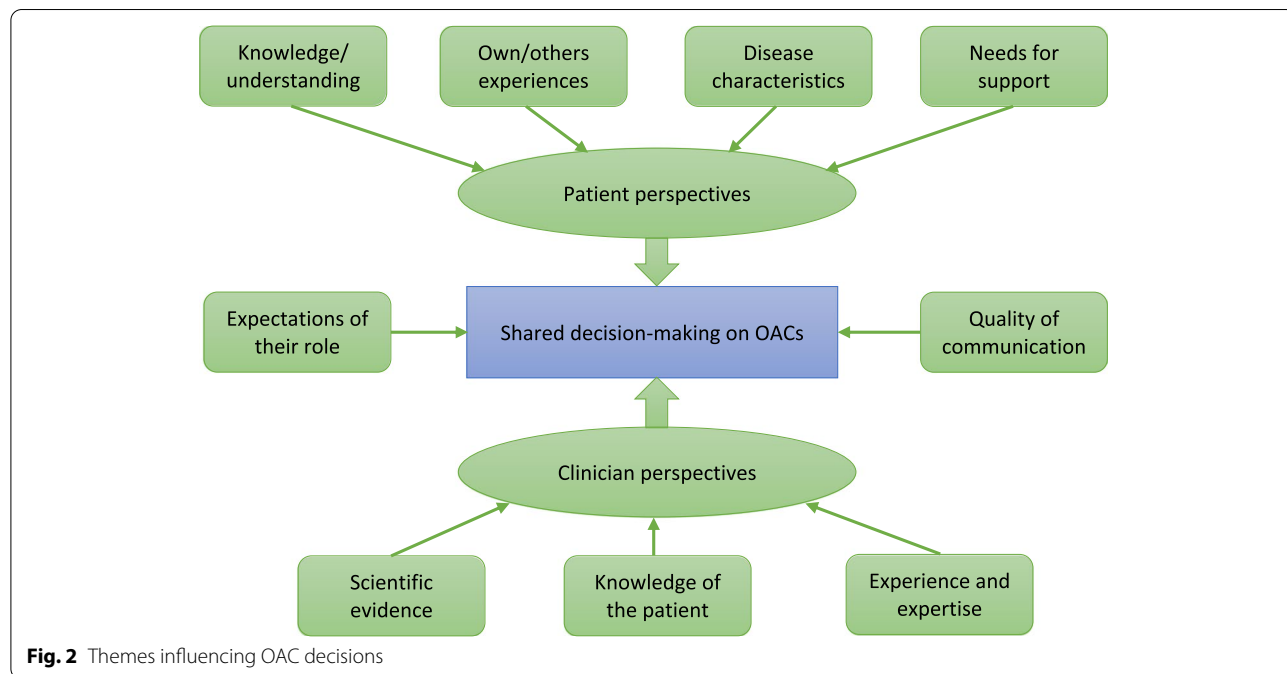 Knowledge/
understanding
Own/others
experiences
Disease
characteristics
Needs for
support
Patient perspectives
Expectations of
their role
Shared decision-making on OACs
Quality of
communication
Clinician perspectives
Scientific
evidence
Knowledge of
the patient
Experience and
expertise
Fig. 2 Themes influencing OAC decisions